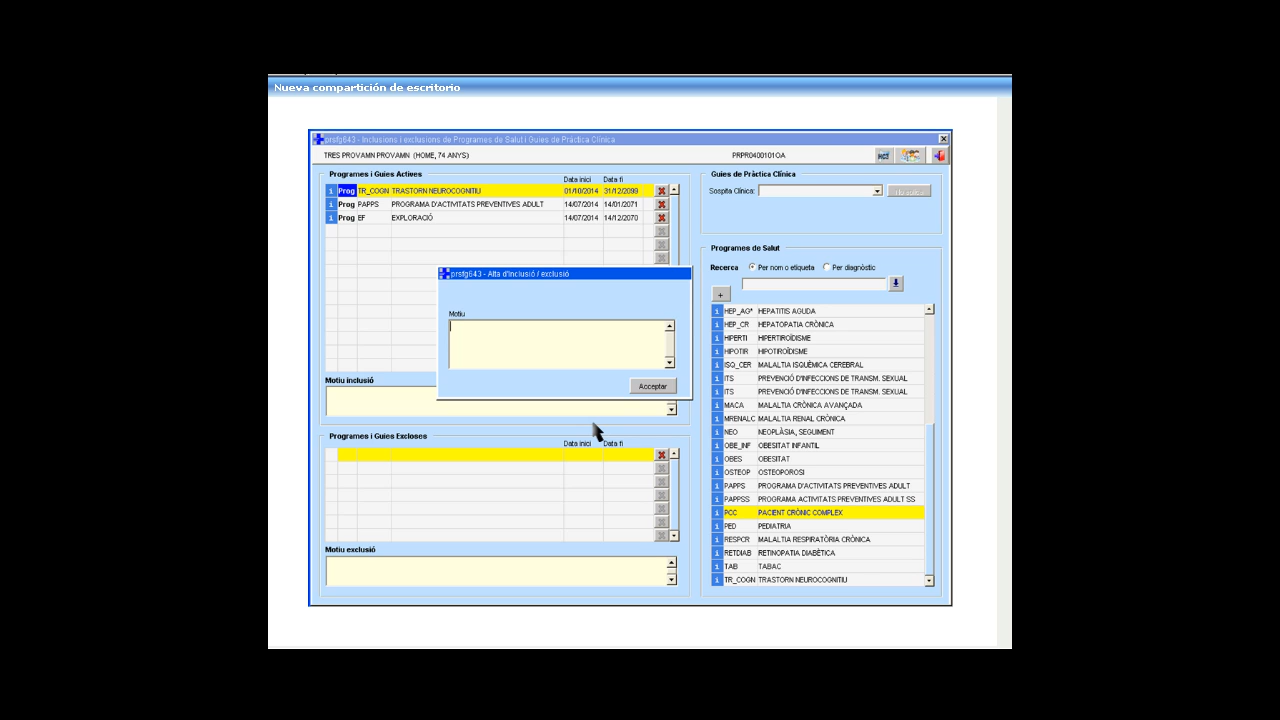 Nueva compartición de escritorio
prsfg643 - Inclusions i exclusions de Programes de Salut i Guies de Pràctica Clínica
TRES PROVAMN PROVAMN (HOME, 74 ANYS)
PRPR0400101OA
Programes i Guies Actives
Data inici Data fi
i Prog TR_COGN TRASTORN NEUROCOGNITIU 01/10/2014 31/12/2099
i Prog PAPPS PROGRAMA D'ACTIVITATS PREVENTIVES ADULT 14/07/2014 14/01/2071
i Prog EF EXPLORACIÓ 14/07/2014 14/12/2070
prsfg643 - Alta d'Inclusió / exclusió
Motiu
Acceptar
Motiu inclusió
Programes i Guies Excloses
Data inici Data fi
Motiu exclusió
Guies de Pràctica Clínica
Sospita Clínica:
Programes de Salut
Recerca Per nom o etiqueta Per diagnòstic
+
i HEP_AG* HEPATITIS AGUDA
i HEP_CR HEPATOPATIA CRÒNICA
i HIPERTI HIPERTIROÏDISME
i HIPOTIR HIPOTIROÏDISME
i ISQ_CER MALALTIA ISQUÈMICA CEREBRAL
i ITS PREVENCIÓ D'INFECCIONS DE TRANSM. SEXUAL
i ITS PREVENCIÓ D'INFECCIONS DE TRANSM. SEXUAL
i MACA MALALTIA CRÒNICA AVANÇADA
i MRENALC MALALTIA RENAL CRÒNICA
i NEO NEOPLÀSIA, SEGUIMENT
i OBE_INF OBESITAT INFANTIL
i OBES OBESITAT
i OSTEOP OSTEOPOROSI
i PAPPS PROGRAMA D'ACTIVITATS PREVENTIVES ADULT
i PAPPSS PROGRAMA ACTIVITATS PREVENTIVES ADULT SS
i PCC PACIENT CRÒNIC COMPLEX
i PED PEDIATRIA
i RESPCR MALALTIA RESPIRATÒRIA CRÒNICA
i RETDIAB RETINOPATIA DIABÈTICA
i TAB TABAC
i TR_COGN TRASTORN NEUROCOGNITIU